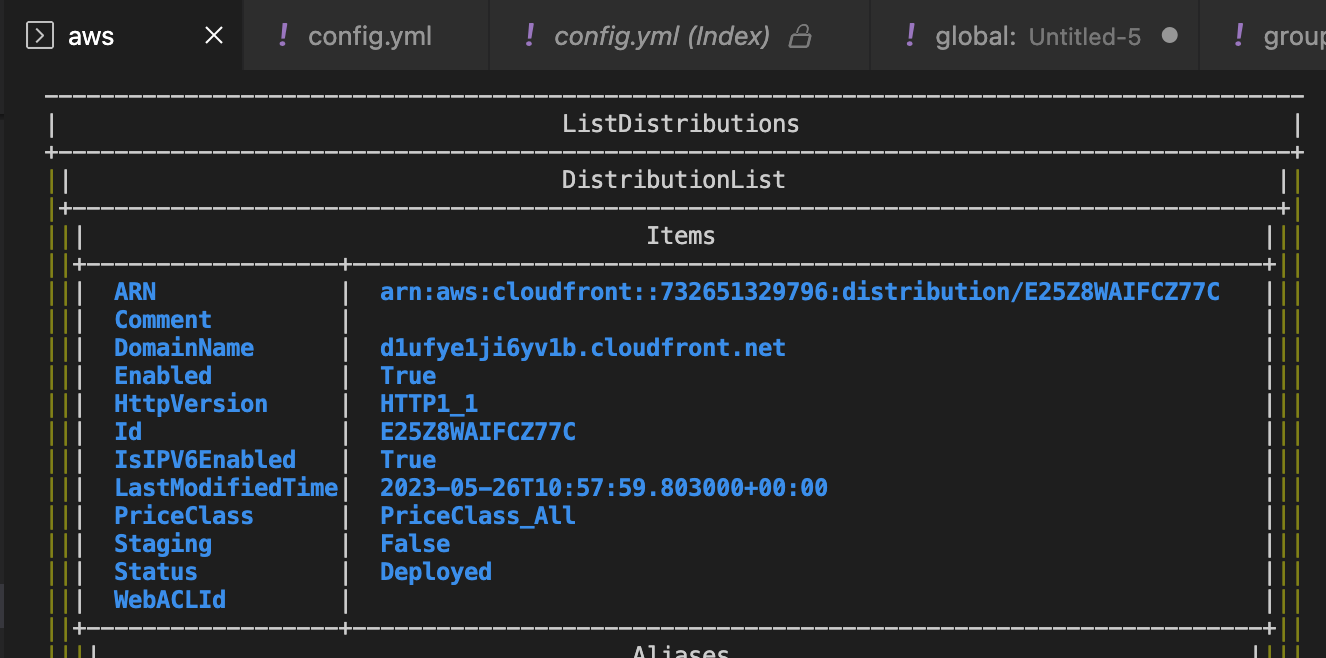 aws config.yml config.yml (Index) global: Untitled-5 group
ListDistributions
DistributionList
Items
ARN arn:aws:cloudfront::732651329796:distribution/E25Z8WAIFCZ77C
Comment
DomainName d1ufye1ji6yv1b.cloudfront.net
Enabled True
HttpVersion HTTP1_1
Id E25Z8WAIFCZ77C
IsIPV6Enabled True
LastModifiedTime 2023-05-26T10:57:59.803000+00:00
PriceClass PriceClass_All
Staging False
Status Deployed
WebACLId
Aliases